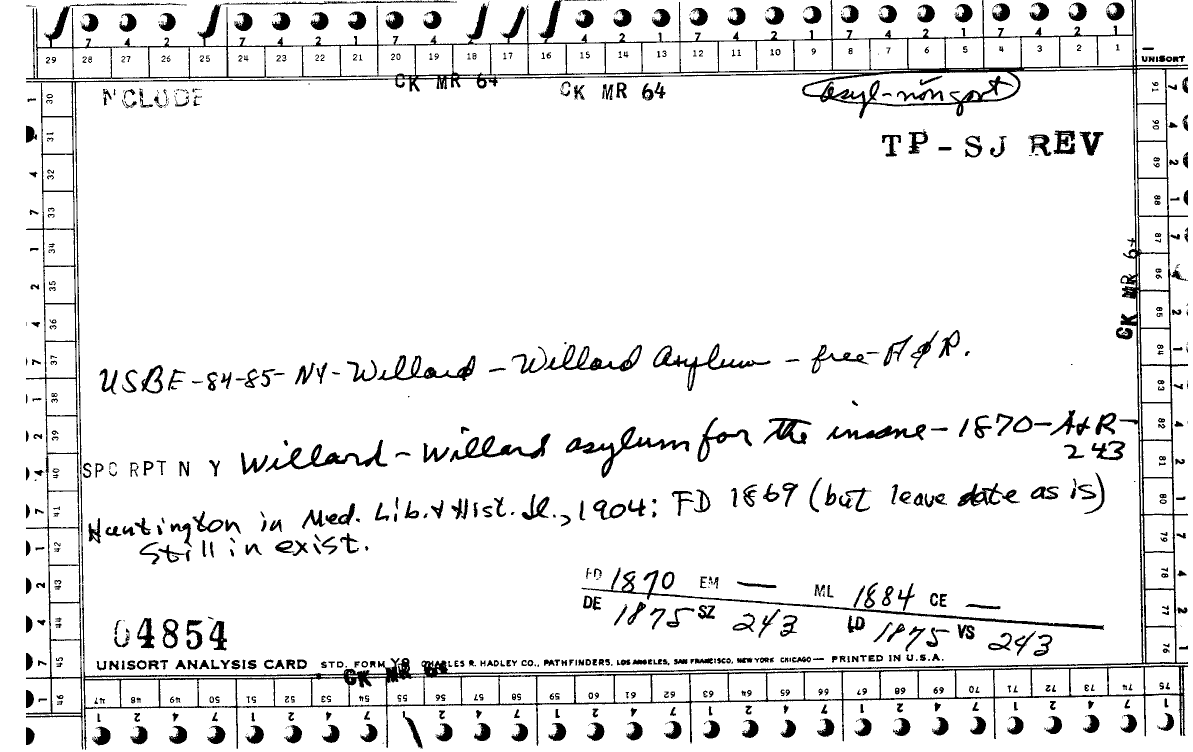 7 4 2 7 4 2 1 7 4 2 1 7 4 2 1 7 4 2 1
29 28 27 26 25 24 23 22 21 20 19 18 17 16 15 14 13 12 11 10 9 8 7 6 5 4 3 2 1
UNISORT
CK MR 64 CK MR 64
NCLUDE
asyl-nongovt
TP-SJ REV
CK MR 64
USBE-84-85-NY-Willard-Willard Asylum-free-A&R.
SPC RPT N Y Willard-Willard asylum for the insane-1870-A&R-
243
Huntington in Med. Lib. & Hist. Jl., 1904: FD 1869 (but leave date as is)
Still in exist.
FD 1870 EM — ML 1884 CE —
DE 1875 SZ 243 LD 1875 VS 243
04854
UNISORT ANALYSIS CARD STD. FORM Y9 CHARLES R. HADLEY CO., PATHFINDERS, LOS ANGELES, SAN FRANCISCO, NEW YORK CHICAGO — PRINTED IN U.S.A.
CK MR 64
30 31 32 33 34 35 36 37 38 39 40 41 42 43 44 45 46
91 90 89 88 87 86 85 84 83 82 81 80 79 78 77 76
47 48 49 50 51 52 53 54 55 56 57 58 59 60 61 62 63 64 65 66 67 68 69 70 71 72 73 74 75